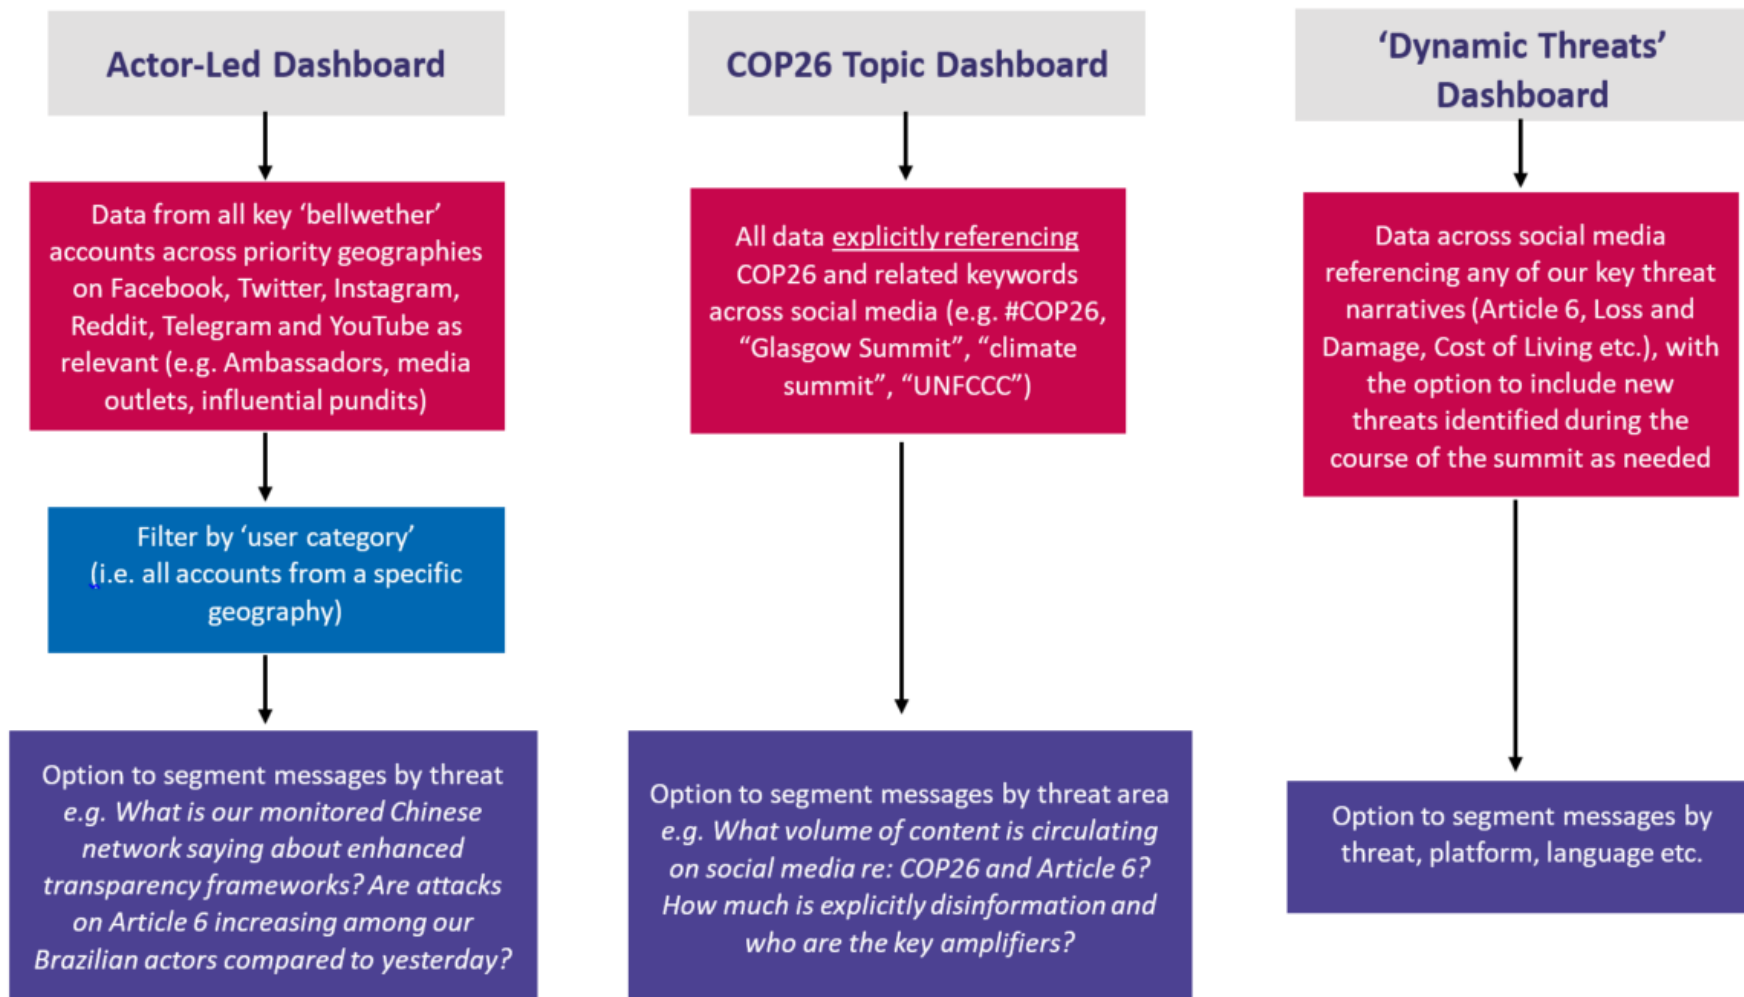 Actor-Led Dashboard
Data from all key ‘bellwether’
accounts across priority geographies
on Facebook, Twitter, Instagram,
Reddit, Telegram and YouTube as
relevant (e.g. Ambassadors, media
outlets, influential pundits)
Filter by ‘user category’
(i.e. all accounts from a specific
geography)
Option to segment messages by threat
e.g. What is our monitored Chinese
network saying about enhanced
transparency frameworks? Are attacks
on Article 6 increasing among our
Brazilian actors compared to yesterday?
COP26 Topic Dashboard
All data explicitly referencing
COP26 and related keywords
across social media (e.g. #COP26,
“Glasgow Summit”, “climate
summit”, “UNFCCC”)
Option to segment messages by threat area
e.g. What volume of content is circulating
on social media re: COP26 and Article 6?
How much is explicitly disinformation and
who are the key amplifiers?
‘Dynamic Threats’
Dashboard
Data across social media
referencing any of our key threat
narratives (Article 6, Loss and
Damage, Cost of Living etc.), with
the option to include new
threats identified during the
course of the summit as needed
Option to segment messages by
threat, platform, language etc.